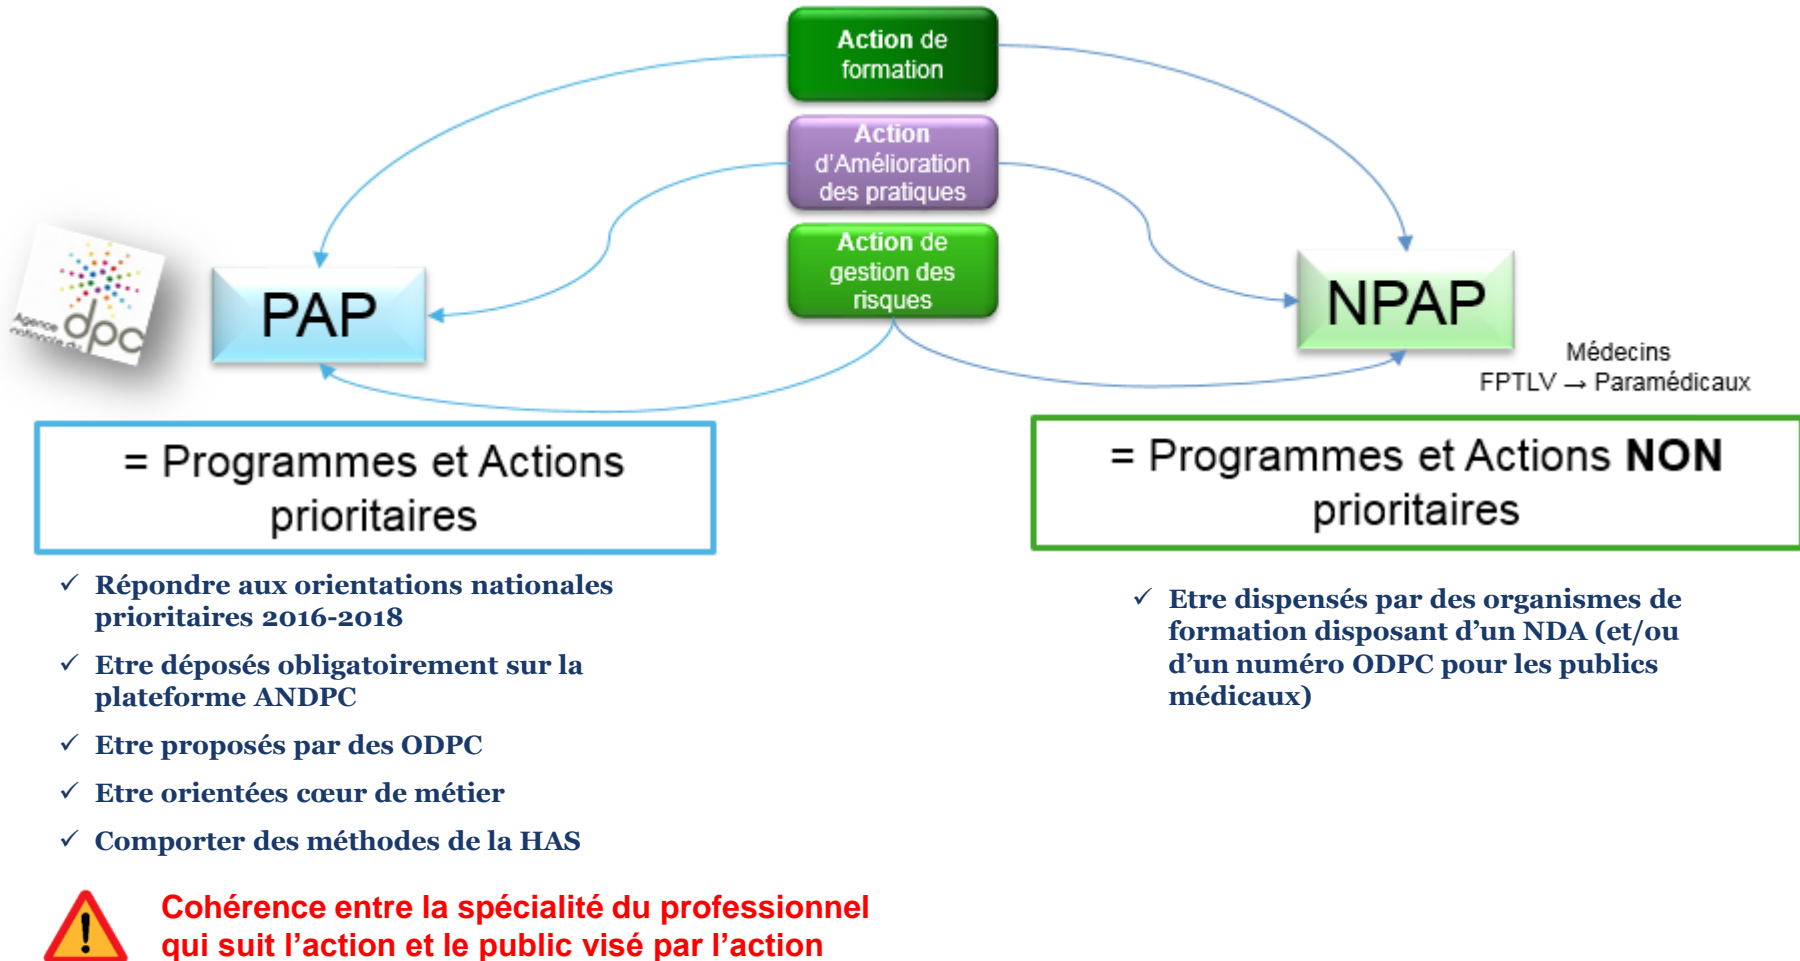 Action de
formation
Action
d'Amélioration
des pratiques
Action de
gestion des
risques
Agence
nationale du
dpc
PAP
NPAP
Médecins
FPTLV → Paramédicaux
= Programmes et Actions
prioritaires
= Programmes et Actions NON
prioritaires
✓ Répondre aux orientations nationales
prioritaires 2016-2018
✓ Etre déposés obligatoirement sur la
plateforme ANDPC
✓ Etre proposés par des ODPC
✓ Etre orientées cœur de métier
✓ Comporter des méthodes de la HAS
✓ Etre dispensés par des organismes de
formation disposant d’un NDA (et/ou
d’un numéro ODPC pour les publics
médicaux)
!
Cohérence entre la spécialité du professionnel
qui suit l’action et le public visé par l’action